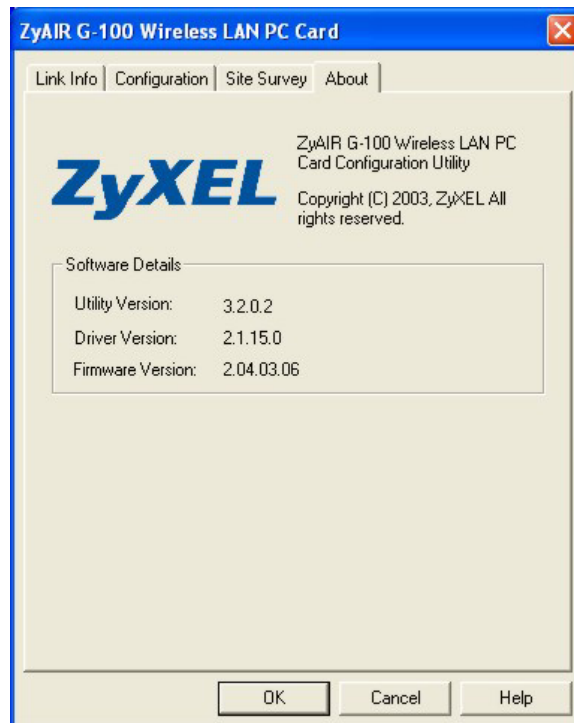 ZyAIR G-100 Wireless LAN PC Card
Link Info Configuration Site Survey About
ZyXEL
ZyAIR G-100 Wireless LAN PC
Card Configuration Utility
Copyright (C) 2003, ZyXEL All
rights reserved.
Software Details
Utility Version: 3.2.0.2
Driver Version: 2.1.15.0
Firmware Version: 2.04.03.06
OK Cancel Help